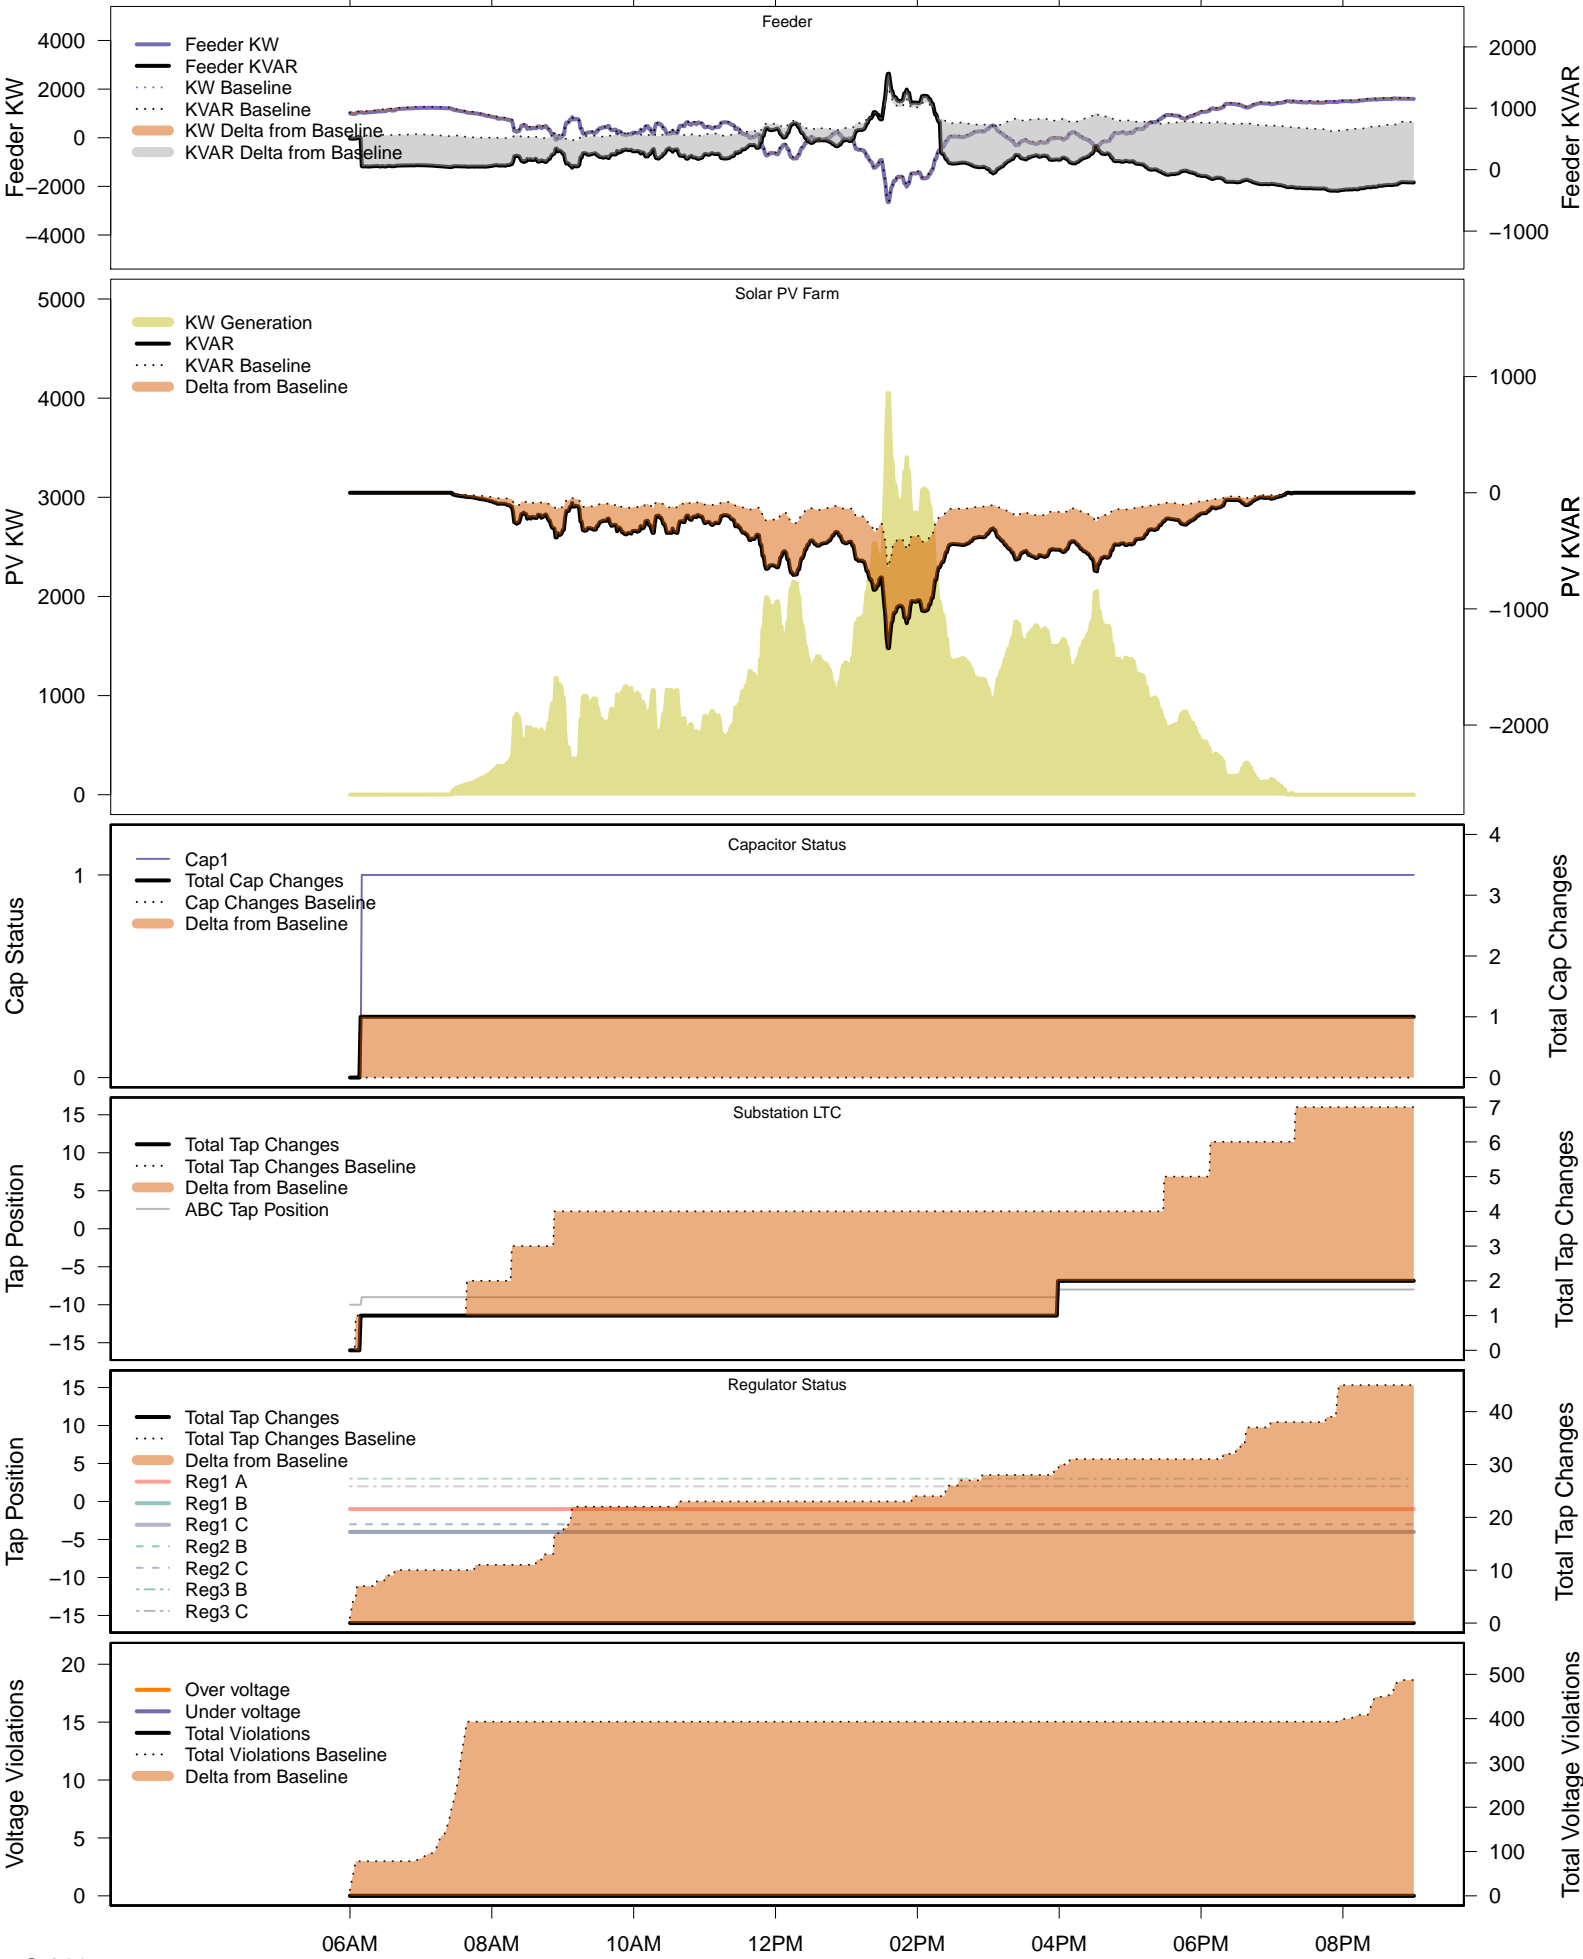 Feeder
Feeder KW
Feeder KVAR
KW Baseline
KVAR Baseline
KW Delta from Baseline
KVAR Delta from Baseline
4000
2000
0
−2000
−4000
Feeder KW
2000
1000
0
−1000
Feeder KVAR
Solar PV Farm
KW Generation
KVAR
KVAR Baseline
Delta from Baseline
5000
4000
3000
2000
1000
0
PV KW
1000
0
−1000
−2000
PV KVAR
Capacitor Status
Cap1
Total Cap Changes
Cap Changes Baseline
Delta from Baseline
1
0
Cap Status
4
3
2
1
0
Total Cap Changes
Substation LTC
Total Tap Changes
Total Tap Changes Baseline
Delta from Baseline
ABC Tap Position
15
10
5
0
−5
−10
−15
Tap Position
7
6
5
4
3
2
1
0
Total Tap Changes
Regulator Status
Total Tap Changes
Total Tap Changes Baseline
Delta from Baseline
Reg1 A
Reg1 B
Reg1 C
Reg2 B
Reg2 C
Reg3 B
Reg3 C
15
10
5
0
−5
−10
−15
Tap Position
40
30
20
10
0
Total Tap Changes
Over voltage
Under voltage
Total Violations
Total Violations Baseline
Delta from Baseline
20
15
10
5
0
Voltage Violations
500
400
300
200
100
0
Total Voltage Violations
06AM 08AM 10AM 12PM 02PM 04PM 06PM 08PM